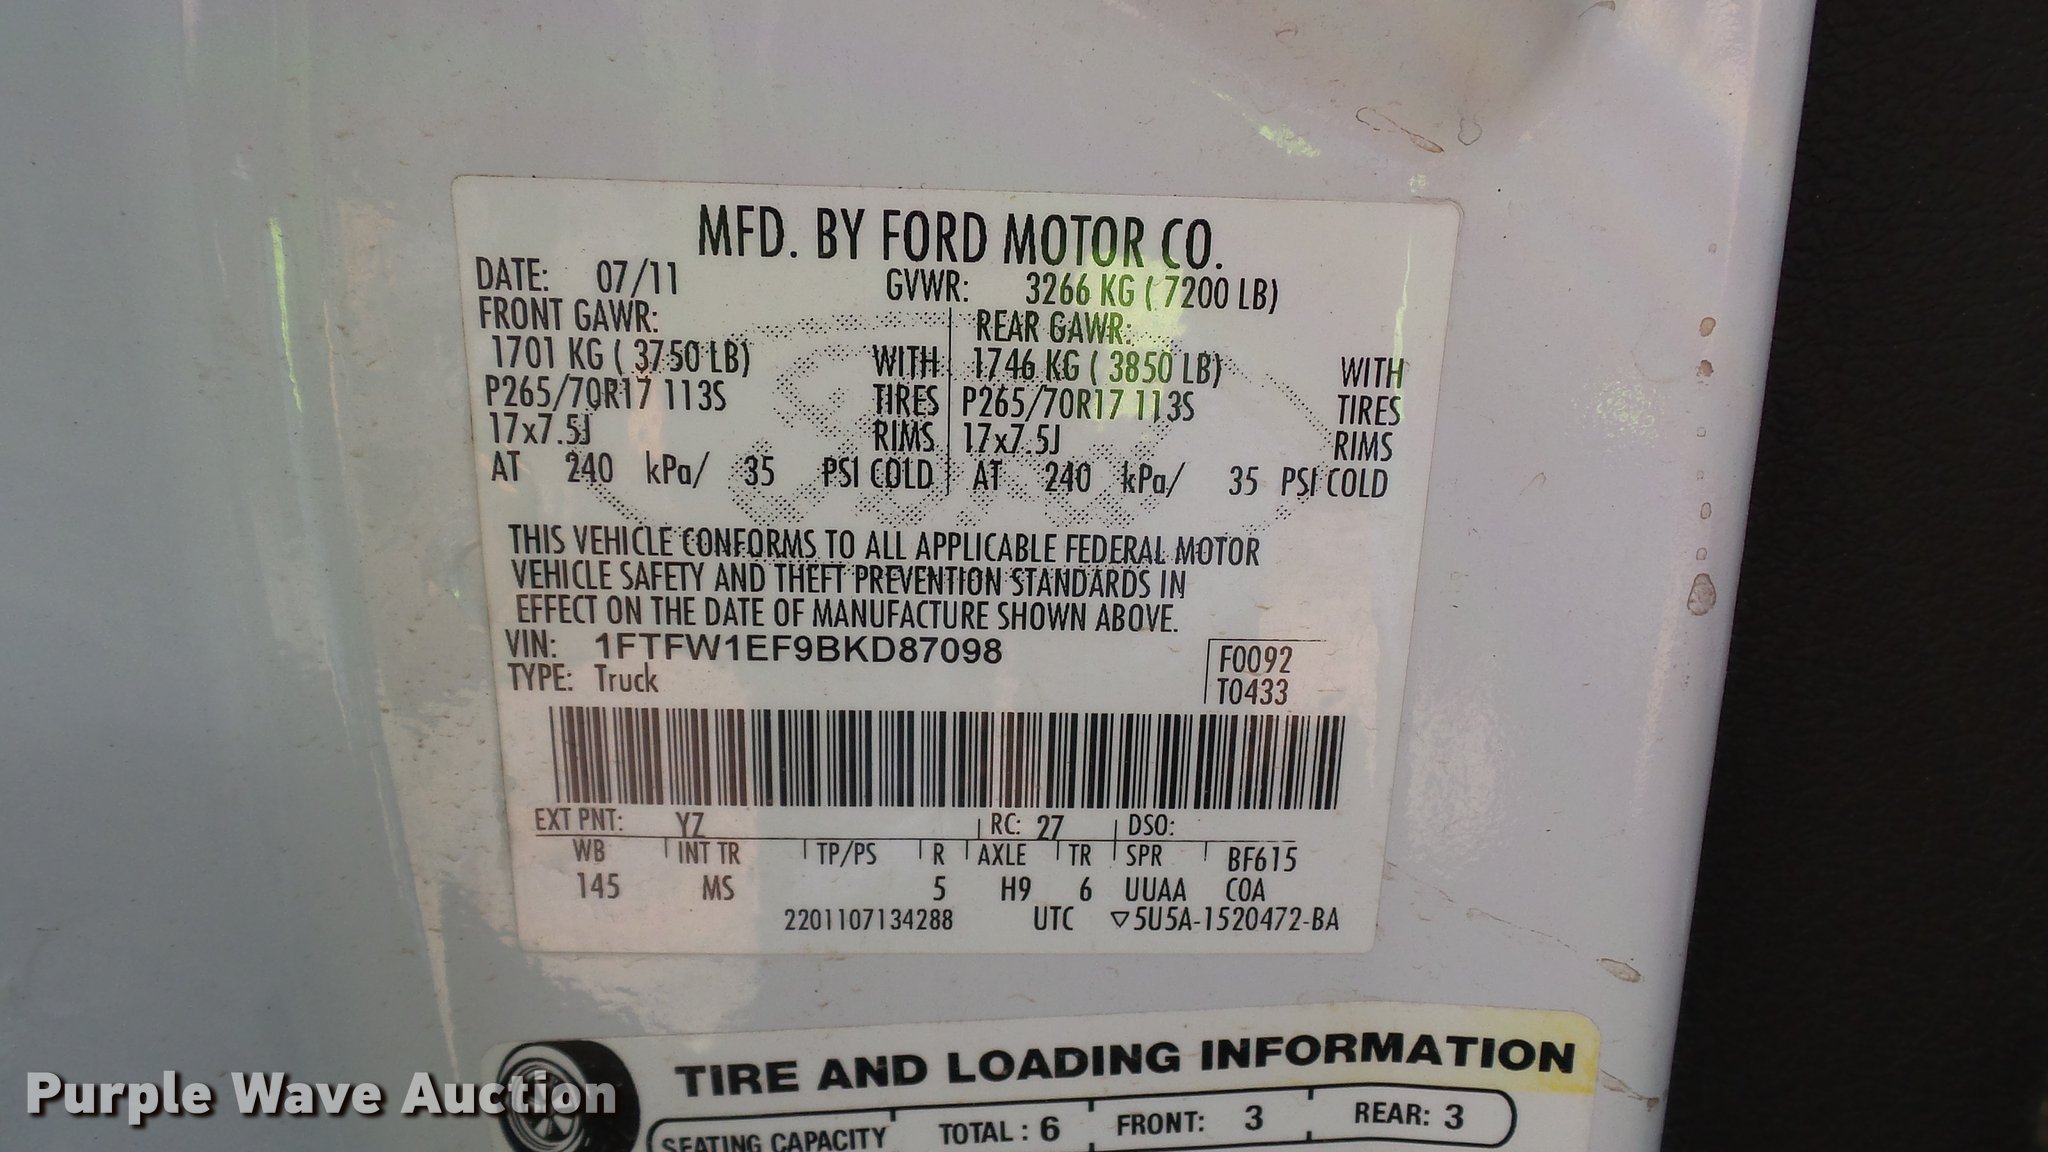 MFD. BY FORD MOTOR CO.
DATE: 07/11 GVWR: 3266 KG ( 7200 LB)
FRONT GAWR: REAR GAWR:
1701 KG ( 3750 LB) WITH 1746 KG ( 3850 LB) WITH
P265/70R17 113S TIRES P265/70R17 113S TIRES
17x7.5J RIMS 17x7.5J RIMS
AT 240 kPa/ 35 PSI COLD AT 240 kPa/ 35 PSI COLD
THIS VEHICLE CONFORMS TO ALL APPLICABLE FEDERAL MOTOR
VEHICLE SAFETY AND THEFT PREVENTION STANDARDS IN
EFFECT ON THE DATE OF MANUFACTURE SHOWN ABOVE.
VIN: 1FTFW1EF9BKD87098 F0092
TYPE: Truck T0433
EXT PNT: YZ RC: 27 DSO:
WB INT TR TP/PS R AXLE TR SPR BF615
145 MS 5 H9 6 UUAA COA
2201107134288 UTC ▽5U5A-1520472-BA
TIRE AND LOADING INFORMATION
SEATING CAPACITY TOTAL : 6 FRONT: 3 REAR: 3
Purple Wave Auction